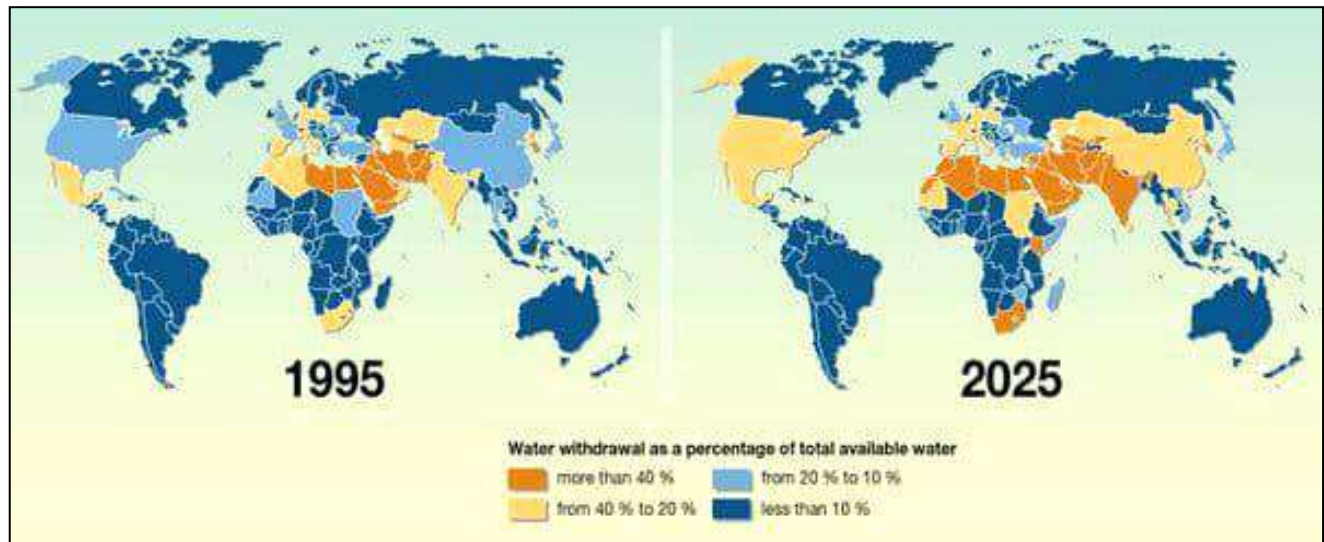 1995
2025
Water withdrawal as a percentage of total available water
more than 40 %
from 20 % to 10 %
from 40 % to 20 %
less than 10 %